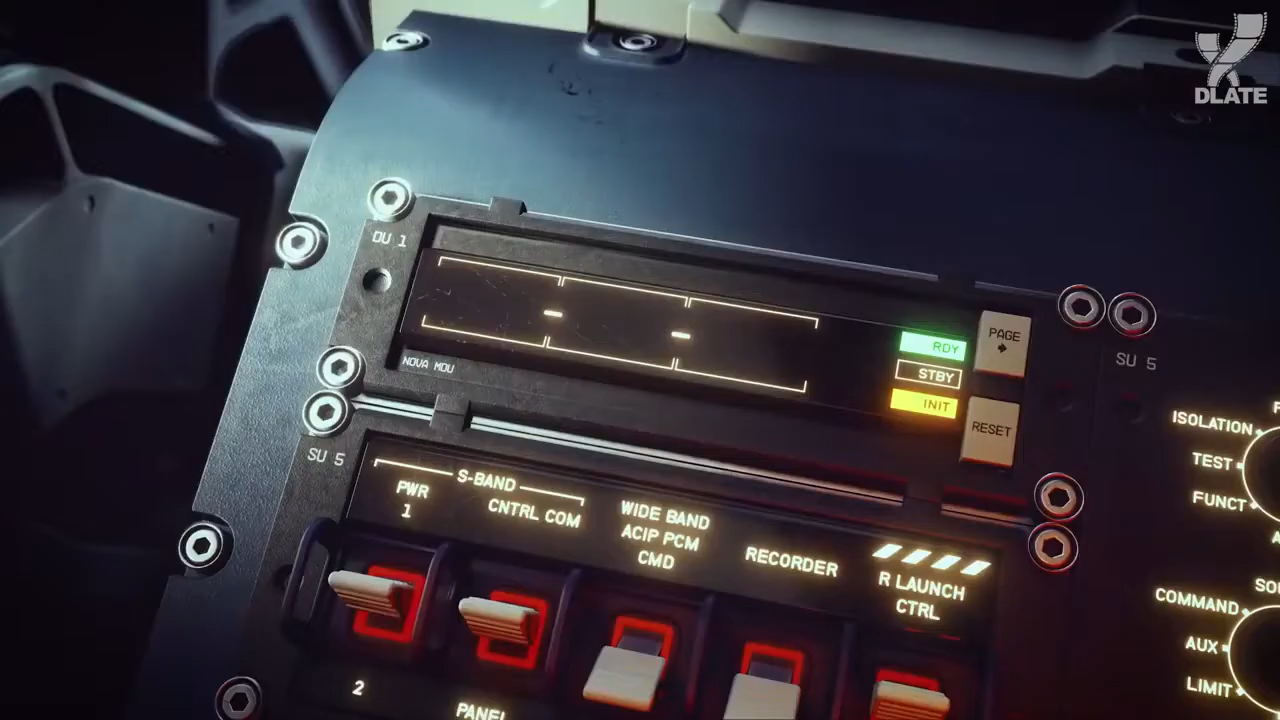 DLATE
DU 1
PAGE
RDY
STBY
INIT
NOVA MDU
RESET
SU 5
SU 5
ISOLATION
TEST
FUNCT
S-BAND
PWR
1
CNTRL COM
WIDE BAND
ACIP PCM
CMD
RECORDER
R LAUNCH
CTRL
COMMAND
AUX
LIMIT
2
PANEL